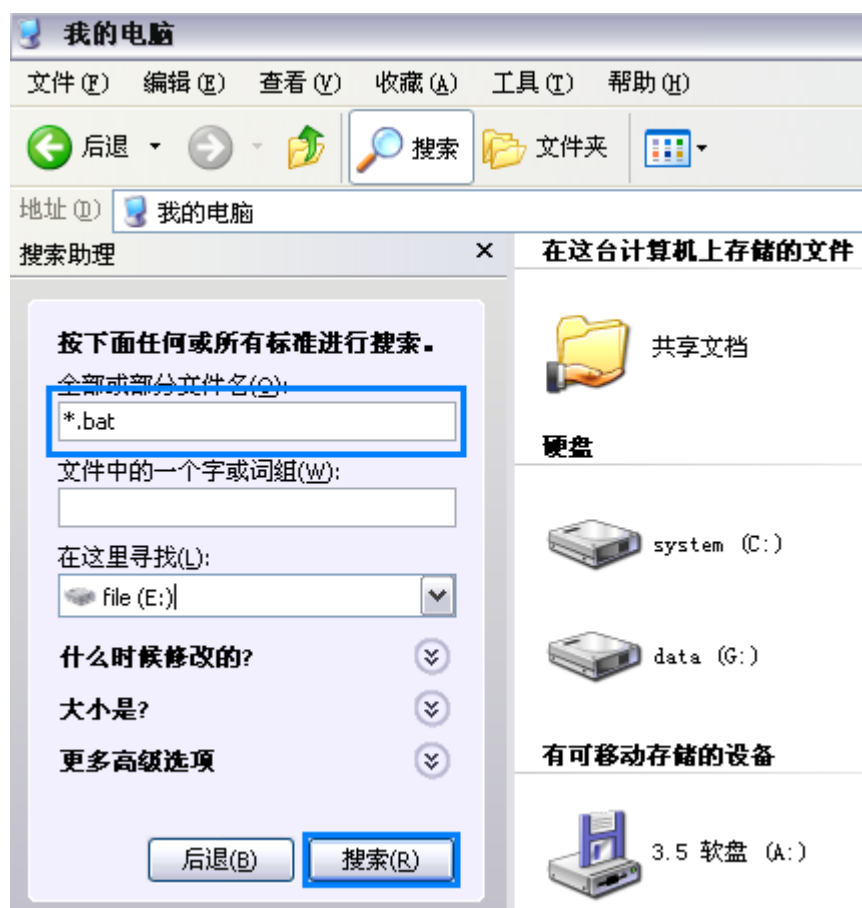 我的电脑
文件(F) 编辑(E) 查看(V) 收藏(A) 工具(T) 帮助(H)
后退 搜索 文件夹
地址(D) 我的电脑
搜索助理
按下面任何或所有标准进行搜索。
全部或部分文件名(O):
*.bat
文件中的一个字或词组(W):
在这里寻找(L):
file (E:)
什么时候修改的?
大小是?
更多高级选项
后退(B) 搜索(R)
在这台计算机上存储的文件
共享文档
硬盘
system (C:)
data (G:)
有可移动存储的设备
3.5 软盘 (A:)